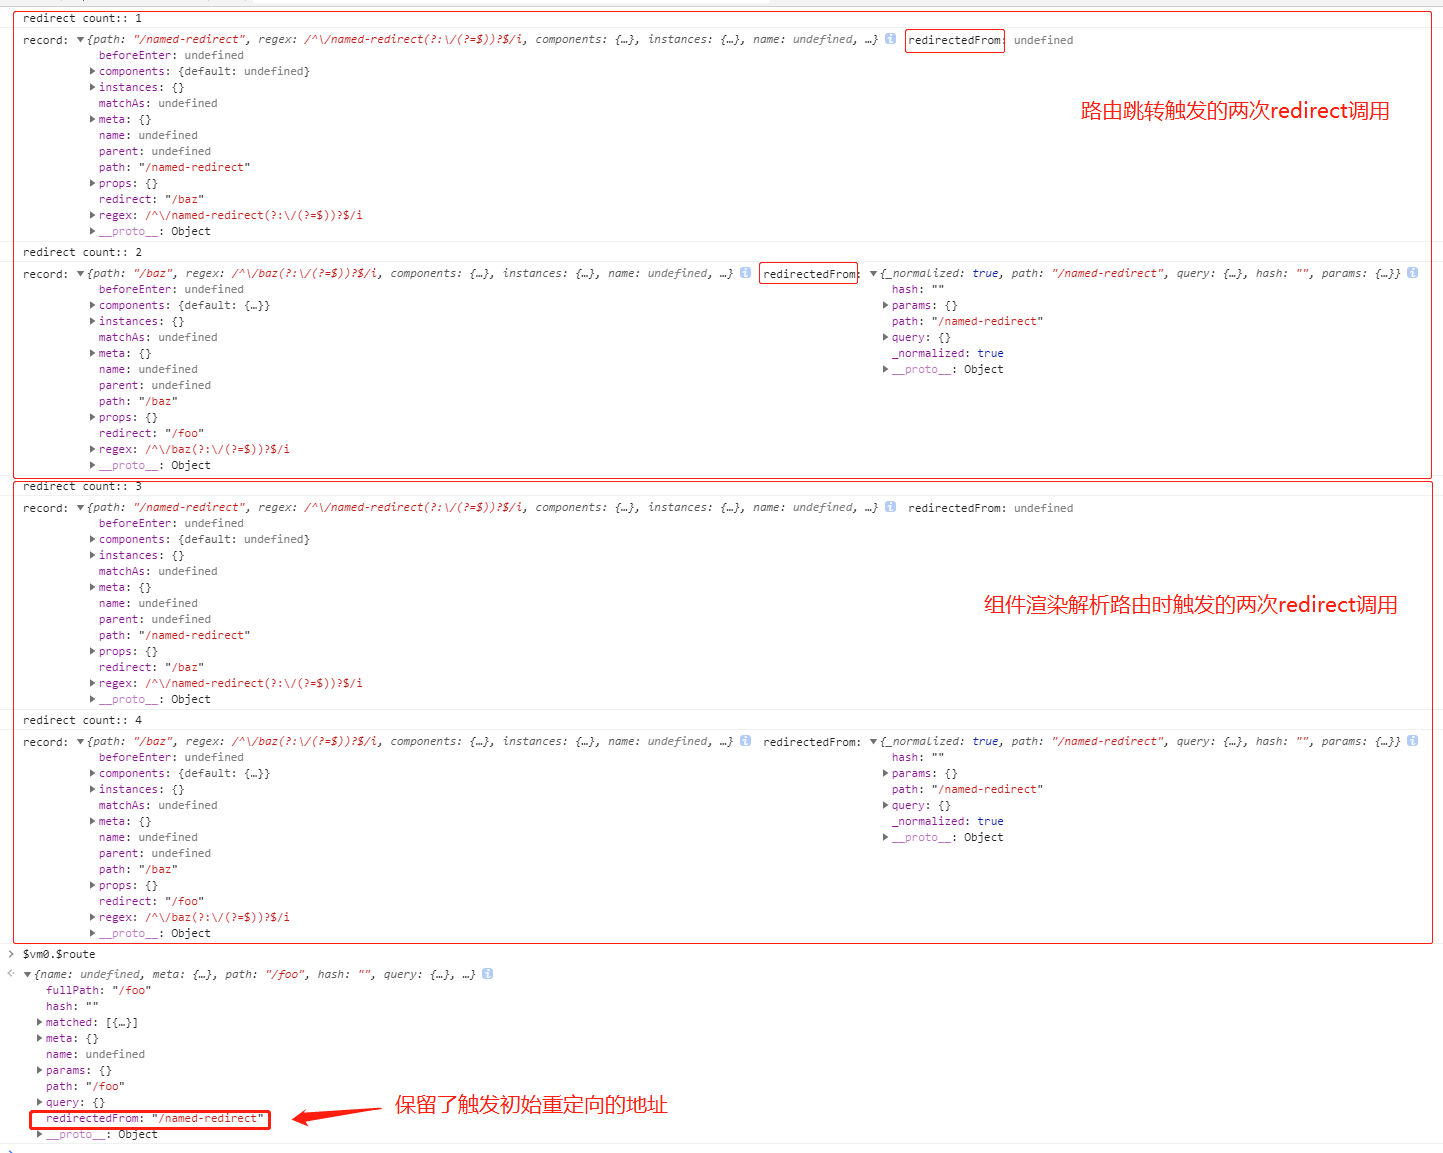 redirect count:: 1
record: ▼{path: "/named-redirect", regex: /^\/named-redirect(?:\/(?=$))?$/i, components: {…}, instances: {…}, name: undefined, …} i redirectedFrom: undefined
beforeEnter: undefined
▶components: {default: undefined}
▶instances: {}
matchAs: undefined
▶meta: {}
name: undefined
parent: undefined
path: "/named-redirect"
▶props: {}
redirect: "/baz"
▶regex: /^\/named-redirect(?:\/(?=$))?$/i
▶__proto__: Object
路由跳转触发的两次redirect调用
redirect count:: 2
record: ▼{path: "/baz", regex: /^\/baz(?:\/(?=$))?$/i, components: {…}, instances: {…}, name: undefined, …} i redirectedFrom: ▼{_normalized: true, path: "/named-redirect", query: {…}, hash: "", params: {…}} i
beforeEnter: undefined
▶components: {default: {…}}
▶instances: {}
matchAs: undefined
▶meta: {}
name: undefined
parent: undefined
path: "/baz"
▶props: {}
redirect: "/foo"
▶regex: /^\/baz(?:\/(?=$))?$/i
▶__proto__: Object
hash: ""
▶params: {}
path: "/named-redirect"
▶query: {}
_normalized: true
▶__proto__: Object
redirect count:: 3
record: ▼{path: "/named-redirect", regex: /^\/named-redirect(?:\/(?=$))?$/i, components: {…}, instances: {…}, name: undefined, …} i redirectedFrom: undefined
beforeEnter: undefined
▶components: {default: undefined}
▶instances: {}
matchAs: undefined
▶meta: {}
name: undefined
parent: undefined
path: "/named-redirect"
▶props: {}
redirect: "/baz"
▶regex: /^\/named-redirect(?:\/(?=$))?$/i
▶__proto__: Object
组件渲染解析路由时触发的两次redirect调用
redirect count:: 4
record: ▼{path: "/baz", regex: /^\/baz(?:\/(?=$))?$/i, components: {…}, instances: {…}, name: undefined, …} i redirectedFrom: ▼{_normalized: true, path: "/named-redirect", query: {…}, hash: "", params: {…}} i
beforeEnter: undefined
▶components: {default: {…}}
▶instances: {}
matchAs: undefined
▶meta: {}
name: undefined
parent: undefined
path: "/baz"
▶props: {}
redirect: "/foo"
▶regex: /^\/baz(?:\/(?=$))?$/i
▶__proto__: Object
hash: ""
▶params: {}
path: "/named-redirect"
▶query: {}
_normalized: true
▶__proto__: Object
> $vm0.$route
▼{name: undefined, meta: {…}, path: "/foo", hash: "", query: {…}, …} i
fullPath: "/foo"
hash: ""
▶matched: [{…}]
▶meta: {}
name: undefined
▶params: {}
path: "/foo"
▶query: {}
redirectedFrom: "/named-redirect"
▶__proto__: Object
保留了触发初始重定向的地址